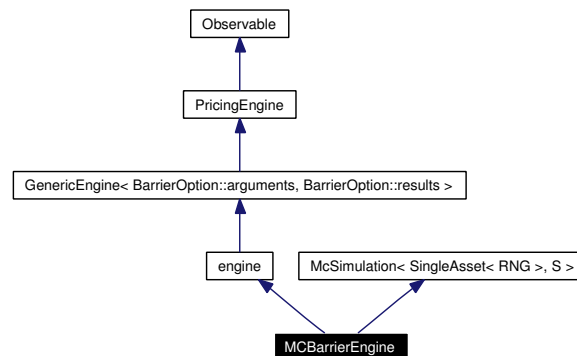 Observable
PricingEngine
GenericEngine< BarrierOption::arguments, BarrierOption::results >
engine
McSimulation< SingleAsset< RNG >, S >
MCBarrierEngine